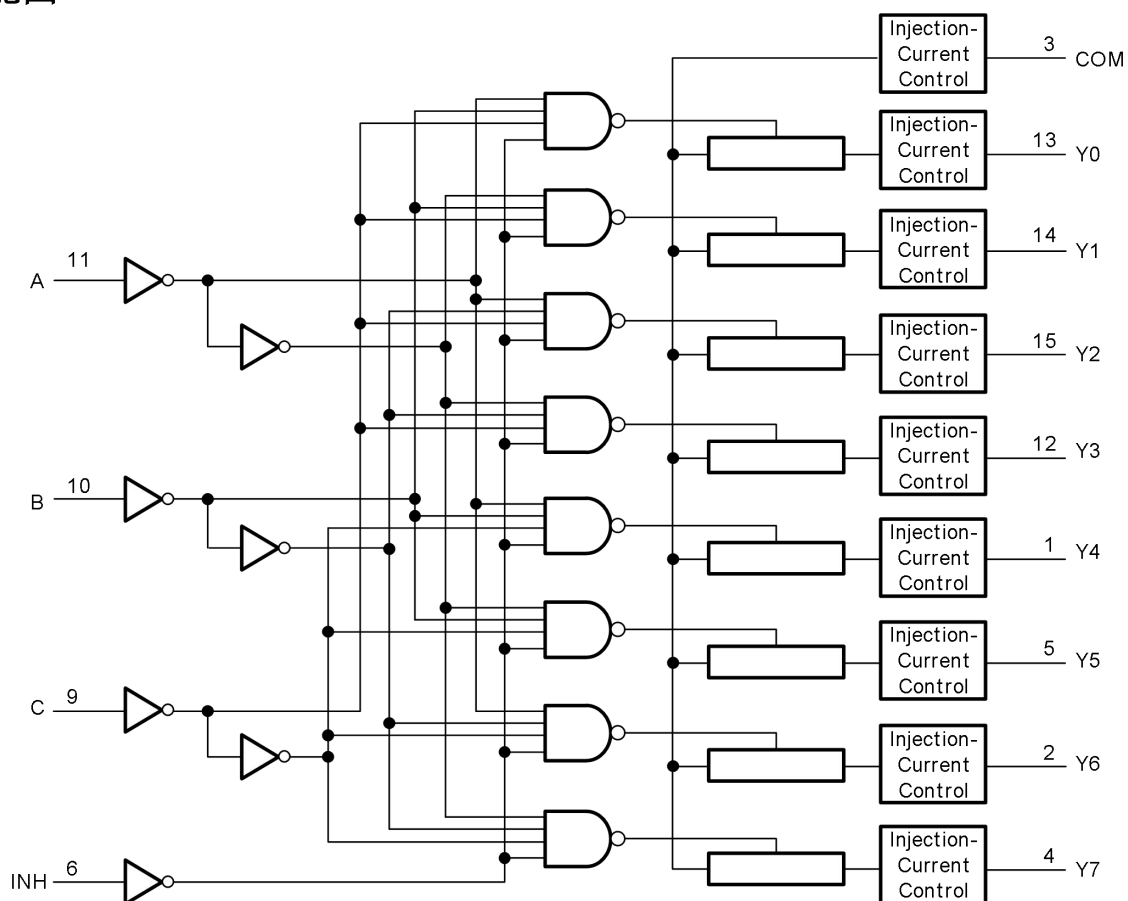 Injection-
Current
Control
3
COM
Injection-
Current
Control
13
Y0
Injection-
Current
Control
14
Y1
A
11
Injection-
Current
Control
15
Y2
Injection-
Current
Control
12
Y3
B
10
Injection-
Current
Control
1
Y4
Injection-
Current
Control
5
Y5
C
9
Injection-
Current
Control
2
Y6
Injection-
Current
Control
4
Y7
INH
6